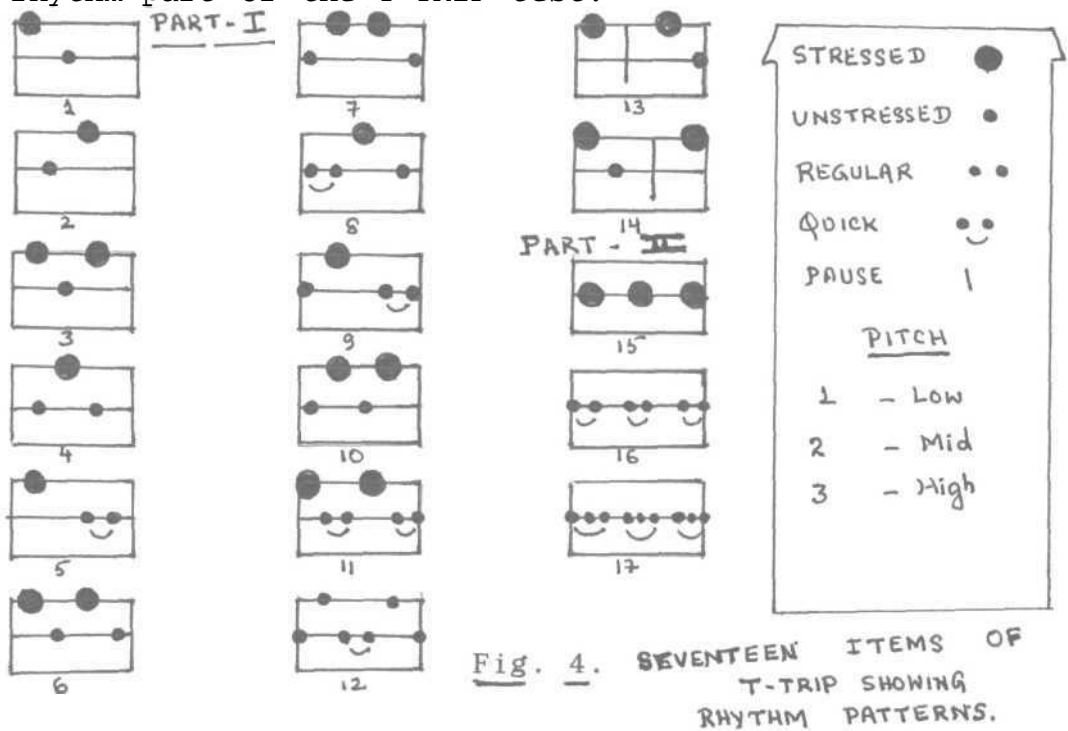 PART-I
1
2
3
4
5
6
7
8
9
10
11
12
13
14
PART - II
15
16
17
STRESSED
UNSTRESSED
REGULAR
QUICK
PAUSE
PITCH
1 - Low
2 - Mid
3 - High
Fig. 4. SEVENTEEN ITEMS OF
T-TRIP SHOWING
RHYTHM PATTERNS.